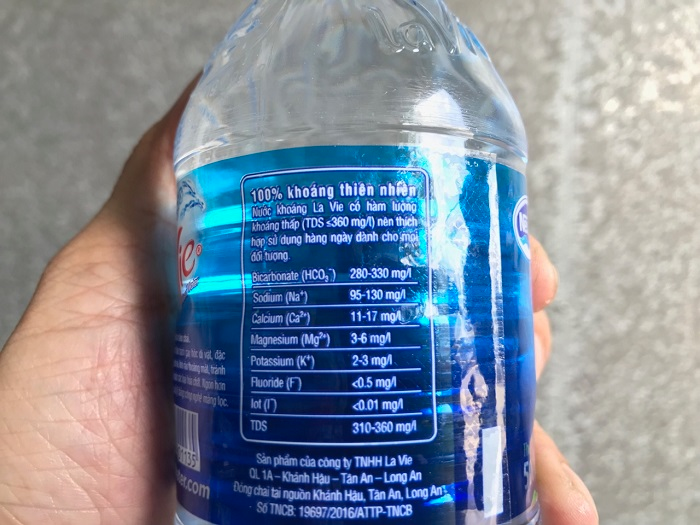 100% khoáng thiên nhiên
Nước khoáng La Vie có hàm lượng
khoáng thấp (TDS ≤360 mg/l) nên thích
hợp sử dụng hàng ngày dành cho mọi
đối tượng.
Bicarbonate (HCO₃⁻) 280-330 mg/l
Sodium (Na⁺) 95-130 mg/l
Calcium (Ca²⁺) 11-17 mg/l
Magnesium (Mg²⁺) 3-6 mg/l
Potassium (K⁺) 2-3 mg/l
Fluoride (F⁻) <0.5 mg/l
Iot (I⁻) <0.01 mg/l
TDS 310-360 mg/l
Sản phẩm của công ty TNHH La Vie
QL 1A – Khánh Hậu – Tân An – Long An
Đóng chai tại nguồn Khánh Hậu, Tân An, Long An
Số TNCB: 19697/2016/ATTP-TNCB